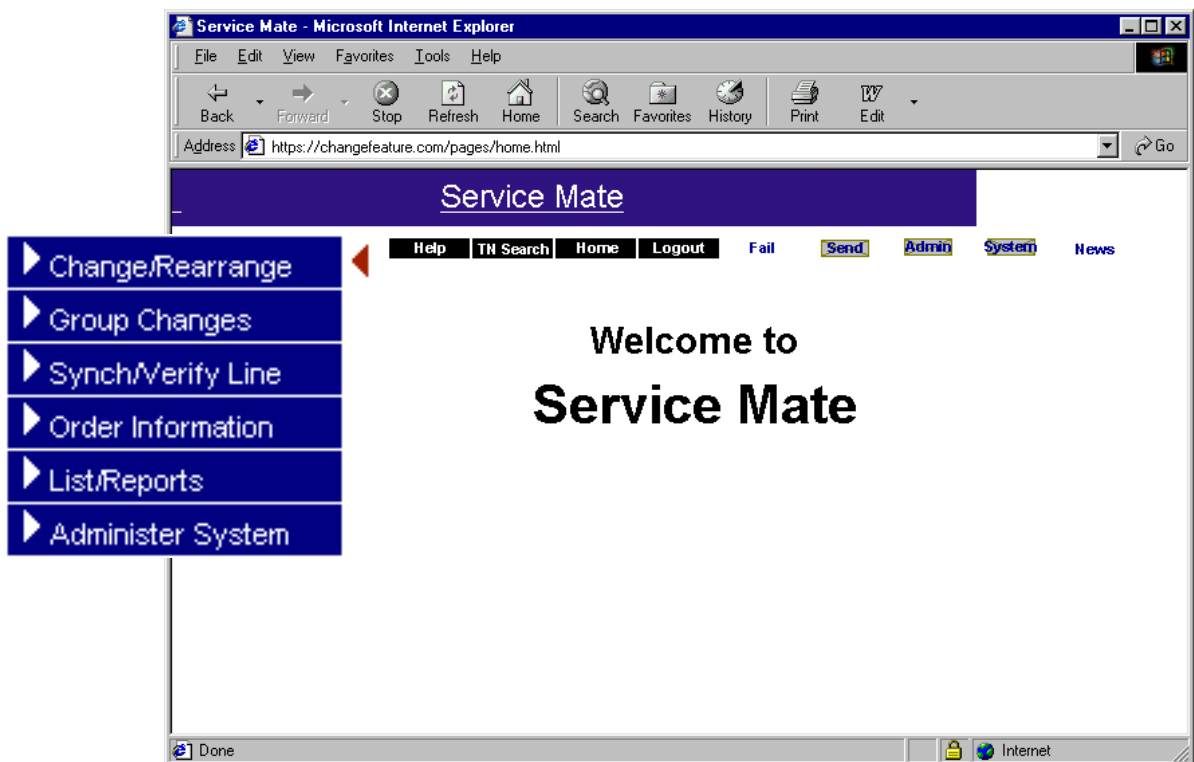 Service Mate - Microsoft Internet Explorer
File Edit View Favorites Tools Help
Back Forward Stop Refresh Home Search Favorites History Print Edit
Address https://changefeature.com/pages/home.html Go
Service Mate
Help TN Search Home Logout Fail Send Admin System News
Change/Rearrange
Group Changes
Synch/Verify Line
Order Information
List/Reports
Administer System
Welcome to
Service Mate
Done Internet